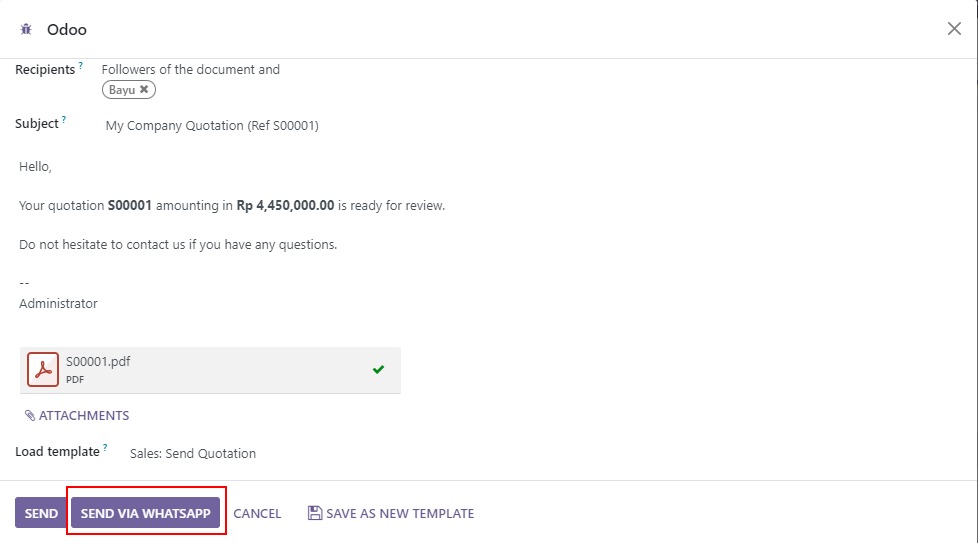 Odoo
Recipients ? Followers of the document and
Bayu ✖
Subject ? My Company Quotation (Ref S00001)
Hello,
Your quotation S00001 amounting in Rp 4,450,000.00 is ready for review.
Do not hesitate to contact us if you have any questions.
--
Administrator
S00001.pdf
PDF
ATTACHMENTS
Load template ? Sales: Send Quotation
SEND SEND VIA WHATSAPP CANCEL SAVE AS NEW TEMPLATE